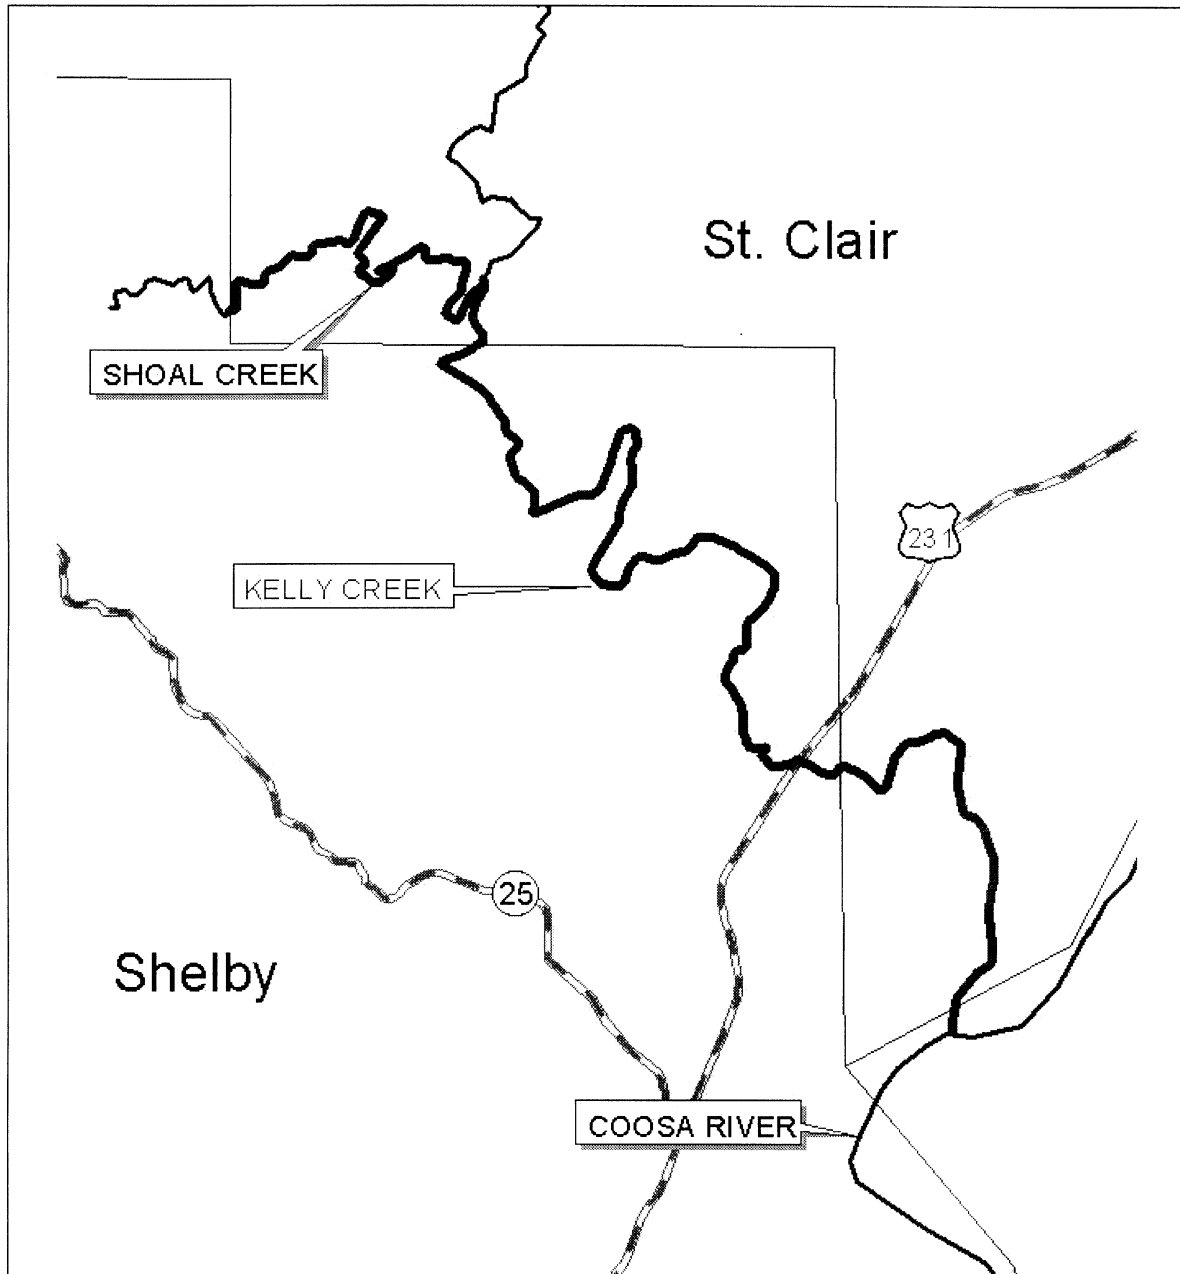 St. Clair
SHOAL CREEK
231
KELLY CREEK
25
Shelby
COOSA RIVER